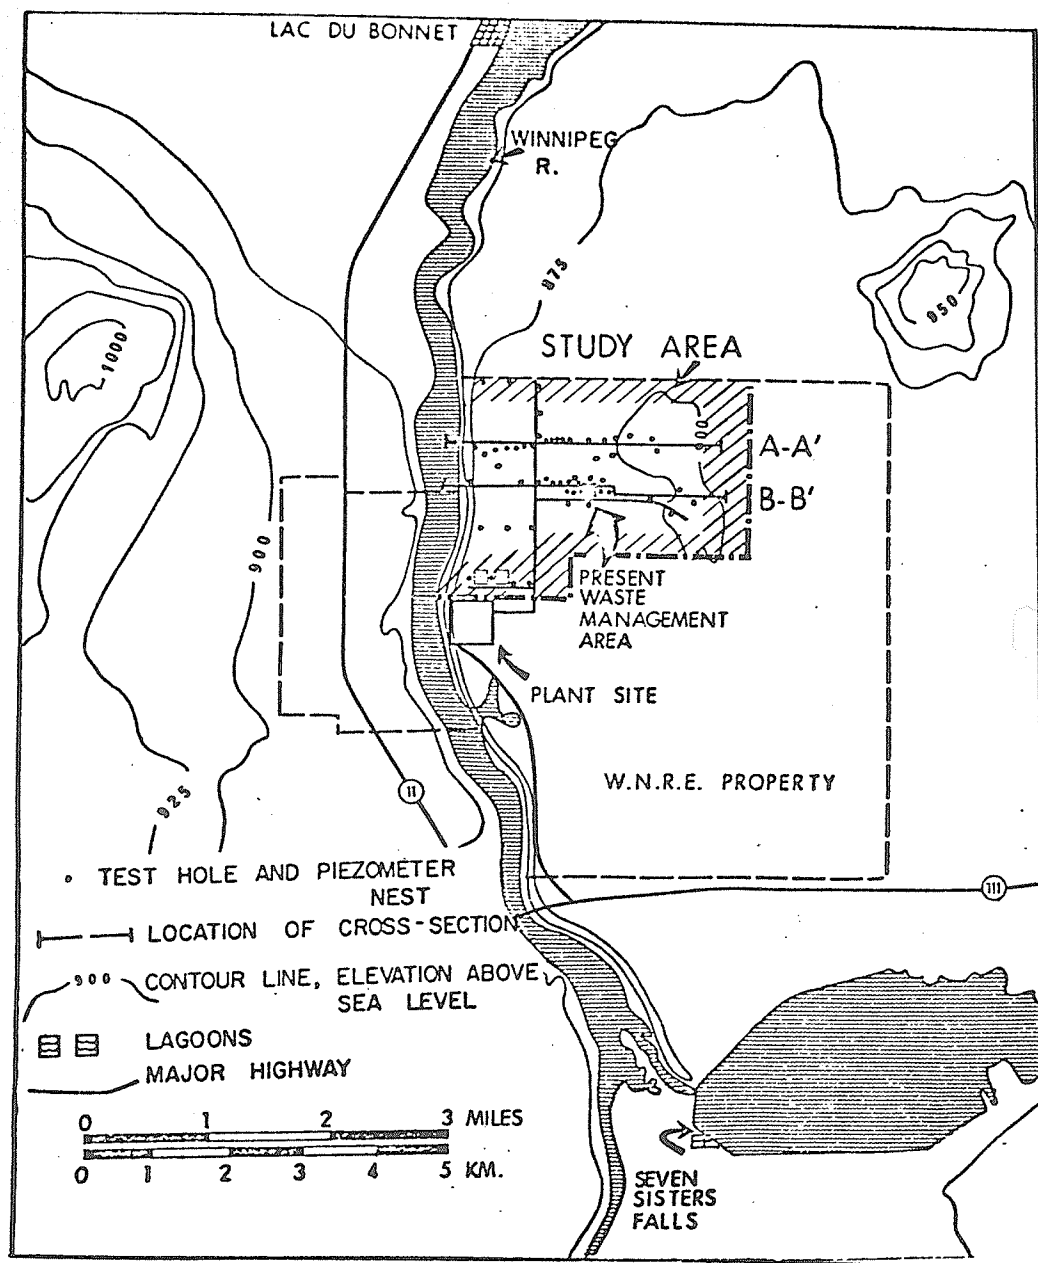 LAC DU BONNET
WINNIPEG
R.
875
950
STUDY AREA
1000
900
A-A'
B-B'
900
PRESENT
WASTE
MANAGEMENT
AREA
PLANT SITE
W.N.R.E. PROPERTY
925
11
TEST HOLE AND PIEZOMETER
NEST
111
LOCATION OF CROSS-SECTION
900 CONTOUR LINE, ELEVATION ABOVE
SEA LEVEL
LAGOONS
MAJOR HIGHWAY
0 1 2 3 MILES
0 1 2 3 4 5 KM.
SEVEN
SISTERS
FALLS